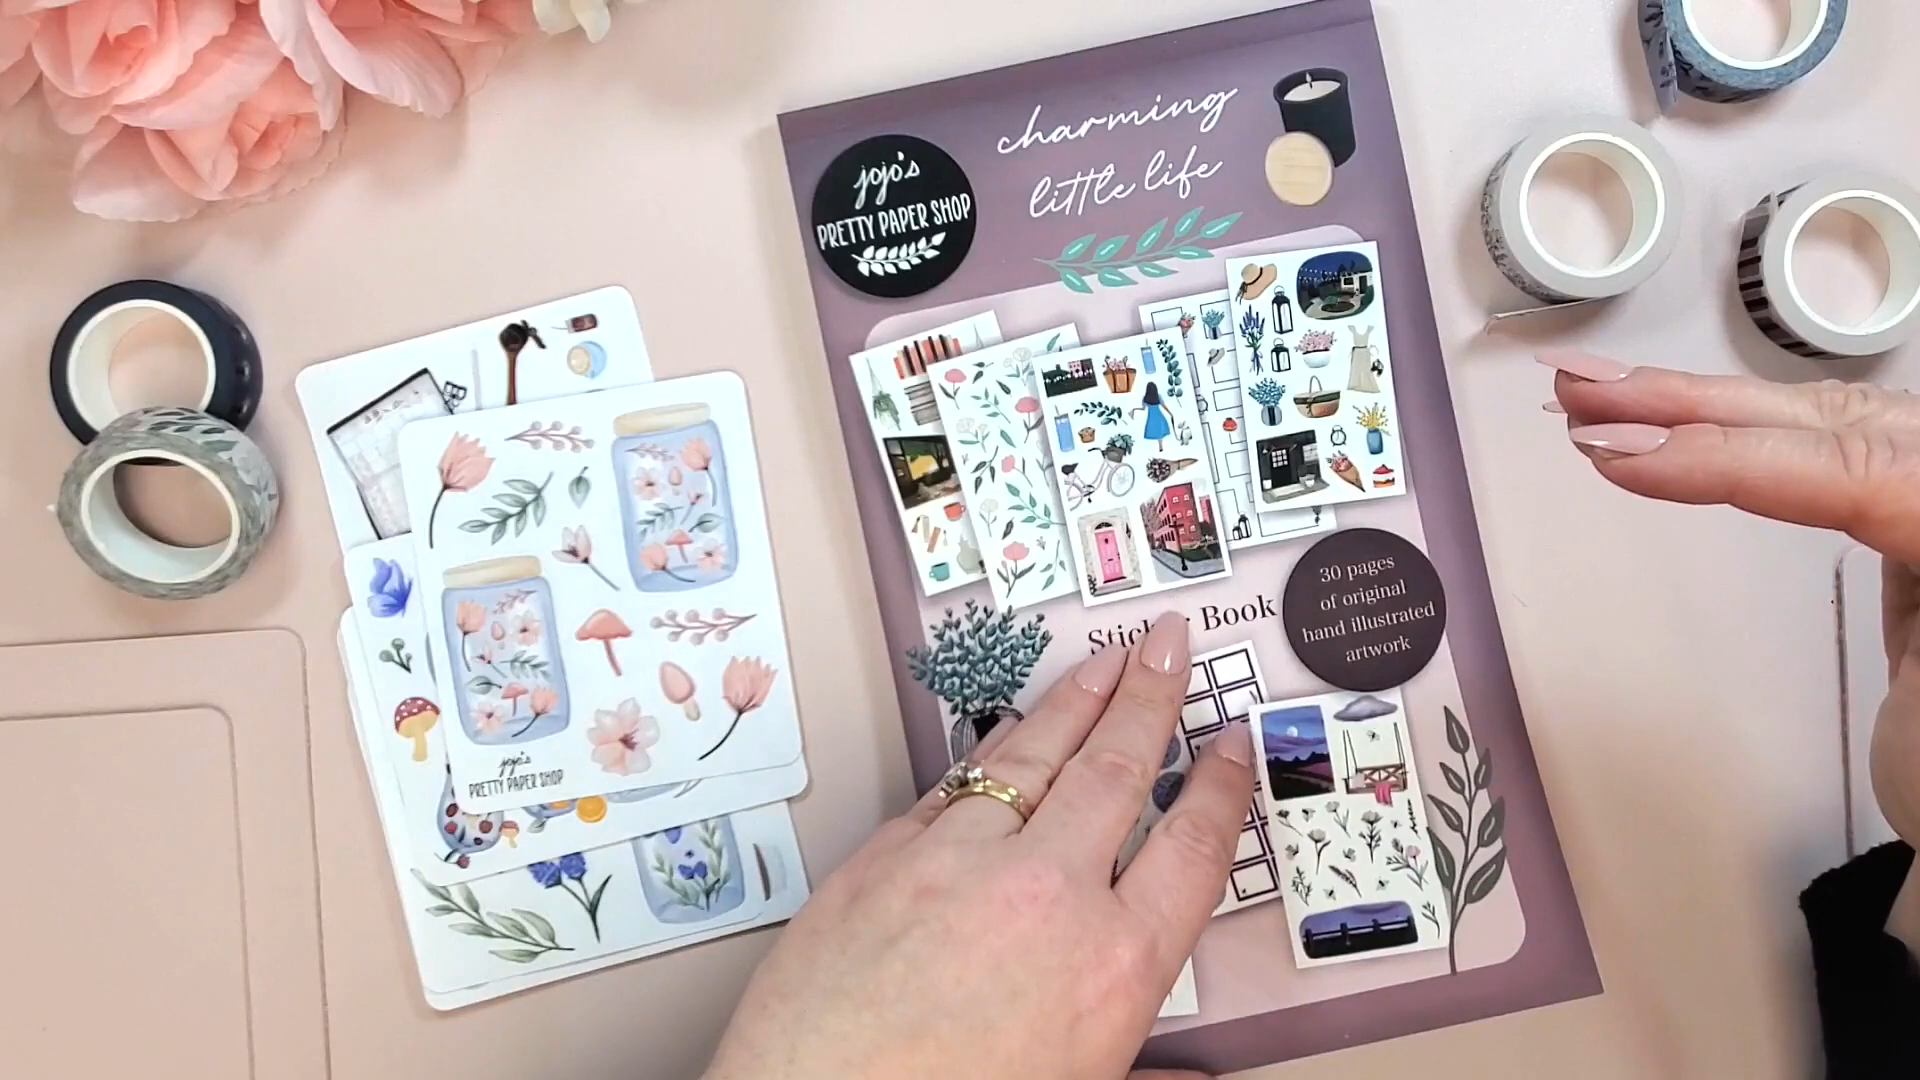 charming
little life
jojo's
PRETTY PAPER SHOP
Book
30 pages
of original
hand illustrated
artwork
jojo's
PRETTY PAPER SHOP